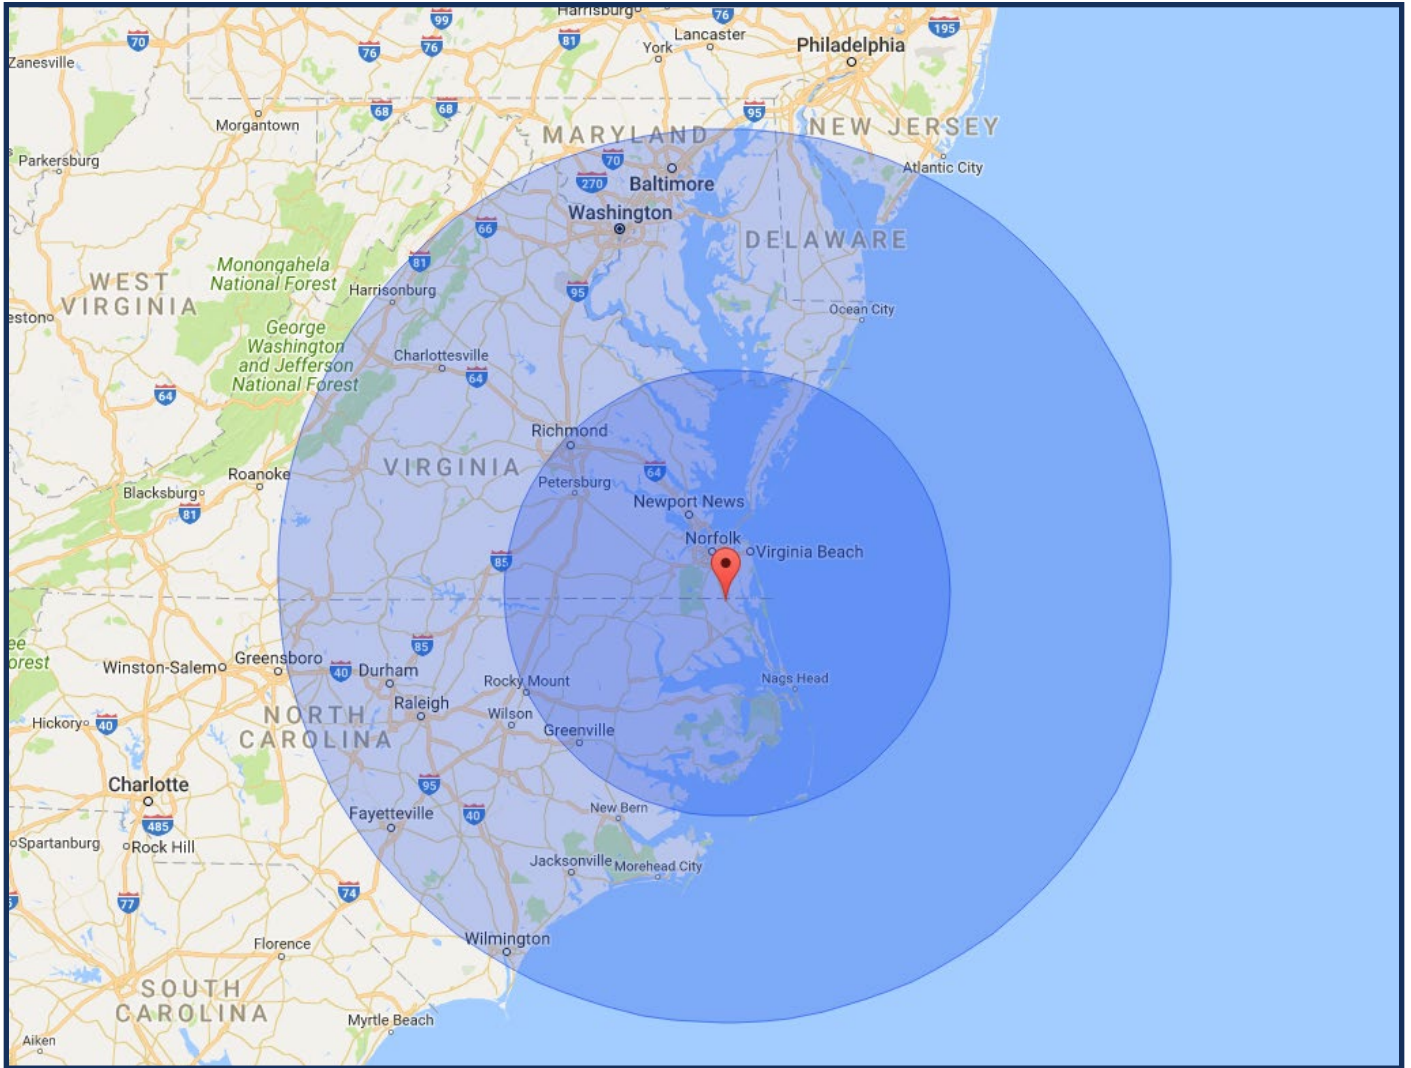 Harrisburg
99
76
195
70
81
Lancaster
Philadelphia
76
76
York
Zanesville
68
68
95
Morgantown
MARYLAND
NEW JERSEY
Parkersburg
70
Atlantic City
270
Baltimore
Washington
66
DELAWARE
81
Monongahela
National Forest
WEST
VIRGINIA
Harrisonburg
95
Ocean City
eston
George
Washington
and Jefferson
National Forest
Charlottesville
64
64
Richmond
VIRGINIA
64
Roanoke
Petersburg
Blacksburg
81
Newport News
Norfolk
Virginia Beach
85
ee
orest
85
Greensboro
Winston-Salem
40
Durham
Rocky Mount
Nags Head
Raleigh
NORTH
CAROLINA
Wilson
Hickory
40
Greenville
Charlotte
95
New Bern
Fayetteville
40
485
Spartanburg
Rock Hill
Jacksonville
Morehead City
74
77
Wilmington
Florence
SOUTH
CAROLINA
Myrtle Beach
Aiken